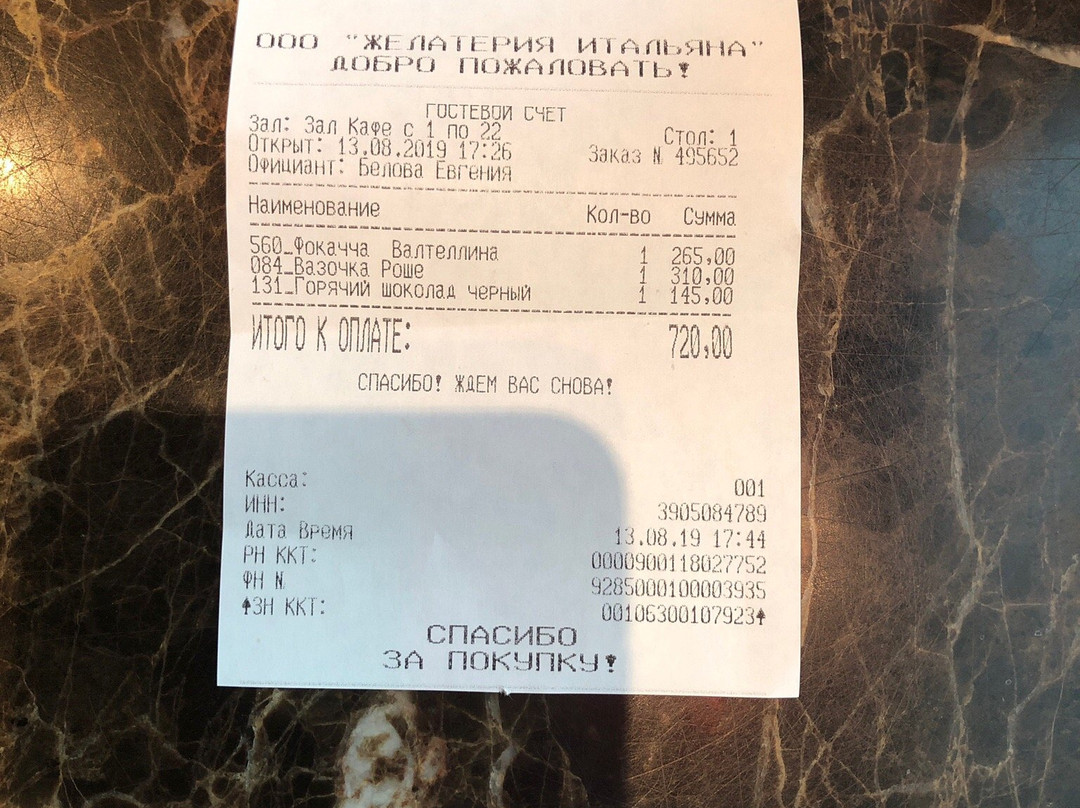 ООО "ЖЕЛАТЕРИЯ ИТАЛЬЯНА"
ДОБРО ПОЖАЛОВАТЬ!
ГОСТЕВОЙ СЧЕТ
Зал: Зал Кафе с 1 по 22 Стол: 1
Открыт: 13.08.2019 17:26 Заказ № 495652
Официант: Белова Евгения
Наименование Кол-во Сумма
560_Фокачча Валтеллина 1 265,00
084_Вазочка Роше 1 310,00
131_Горячий шоколад черный 1 145,00
ИТОГО К ОПЛАТЕ: 720,00
СПАСИБО! ЖДЕМ ВАС СНОВА!
Касса: 001
ИНН: 3905084789
Дата Время 13.08.19 17:44
РН ККТ: 0000900118027752
ФН № 9285000100003935
♠ЗН ККТ: 00106300107923♠
СПАСИБО
ЗА ПОКУПКУ!